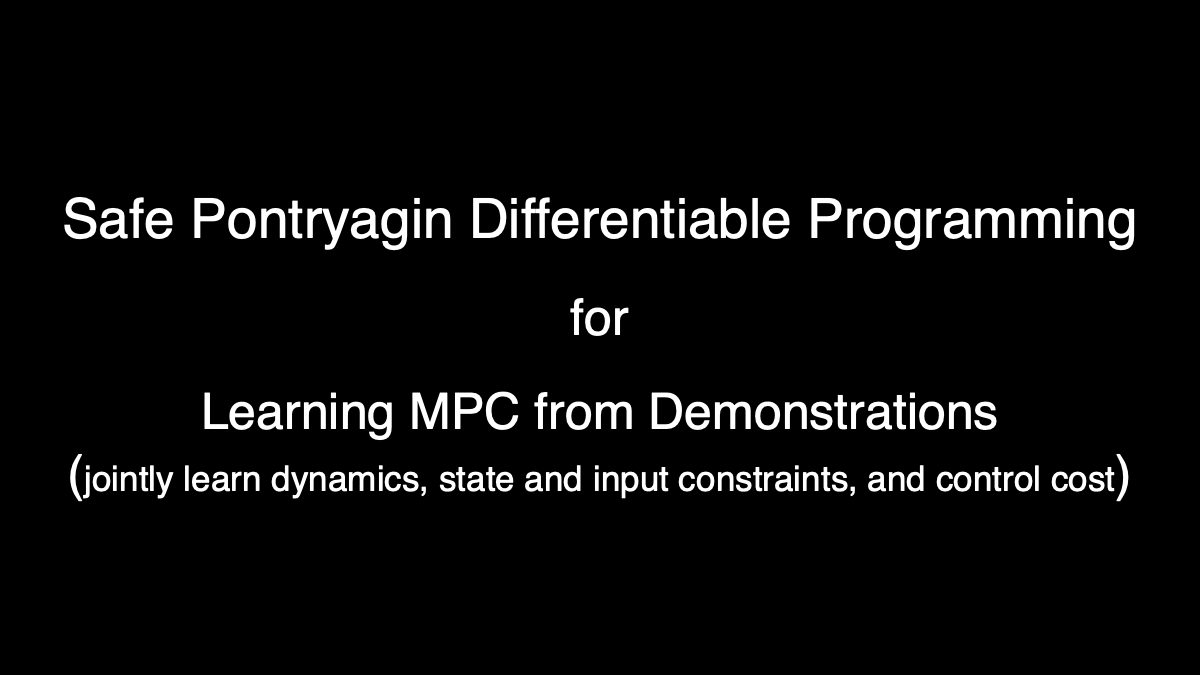 Safe Pontryagin Differentiable Programming
for
Learning MPC from Demonstrations
(jointly learn dynamics, state and input constraints, and control cost)